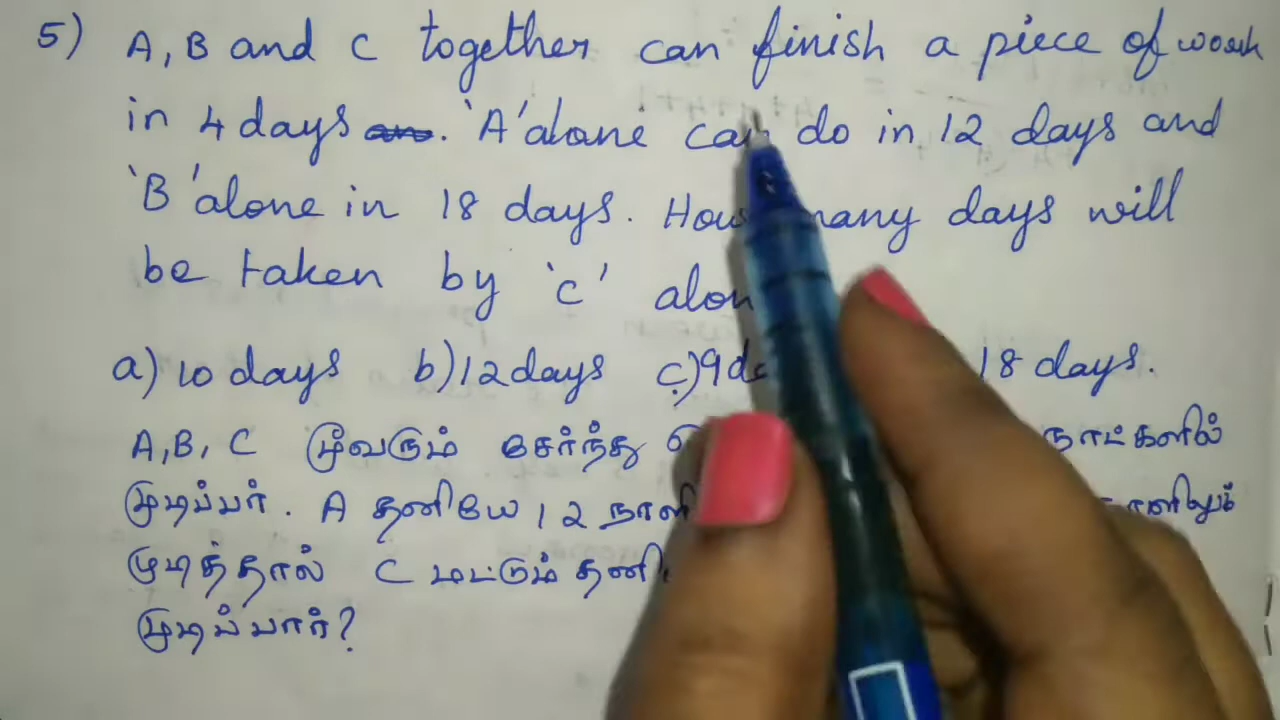 5) A, B and C together can finish a piece of work
in 4 days. 'A' alone can do in 12 days and
'B' alone in 18 days. How many days will
be taken by 'C'
a) 10 days b) 12 days c) 9 18 days.
A, B, C மூவரும் சேர்ந்து நாட்களில்
முடிப்பர். A தனியே 12
முடித்தால் C மட்டும்
முடிப்பார்?